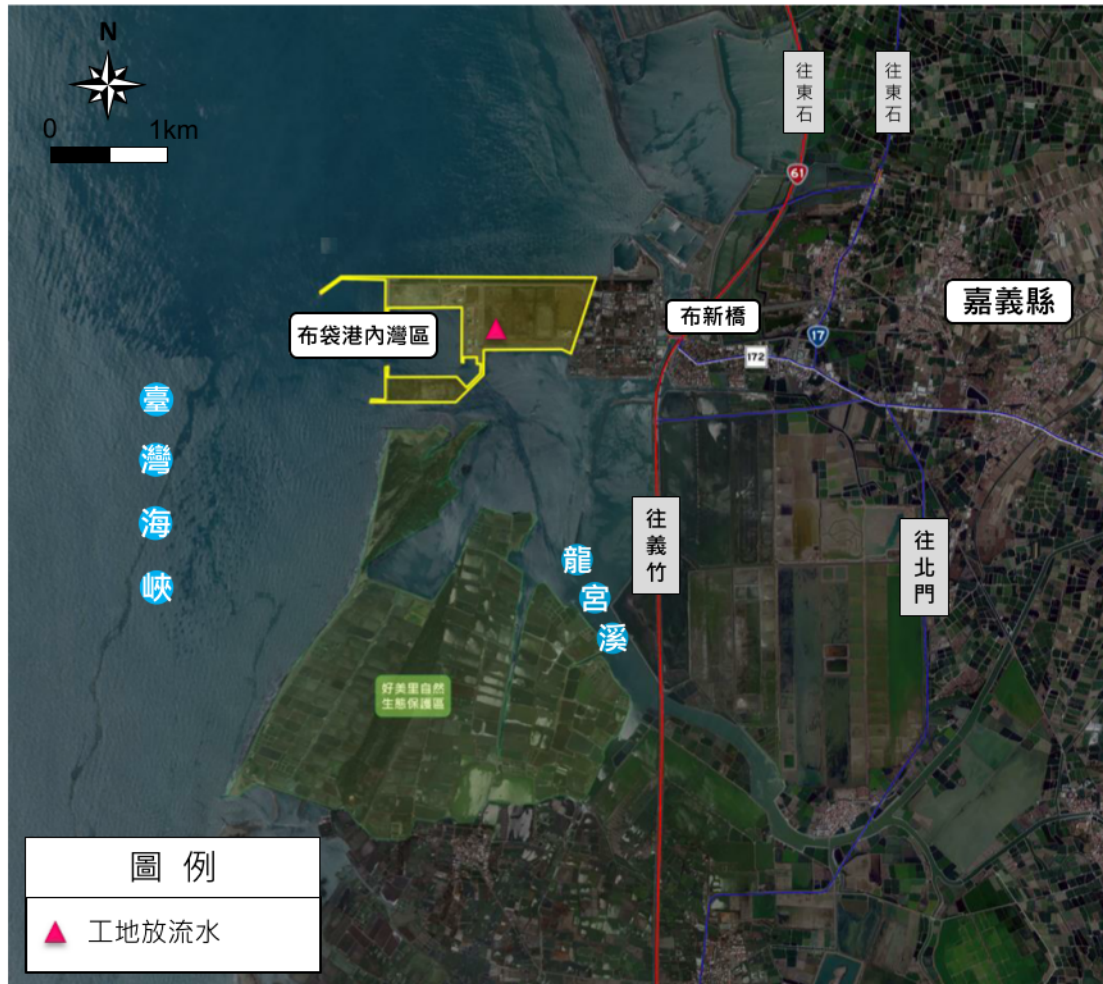 N
0 1km
往東石
往東石
61
嘉義縣
布新橋
布袋港內灣區
17
172
臺灣海峽
往義竹
往北門
龍宮溪
好美里自然
生態保護區
圖例
工地放流水